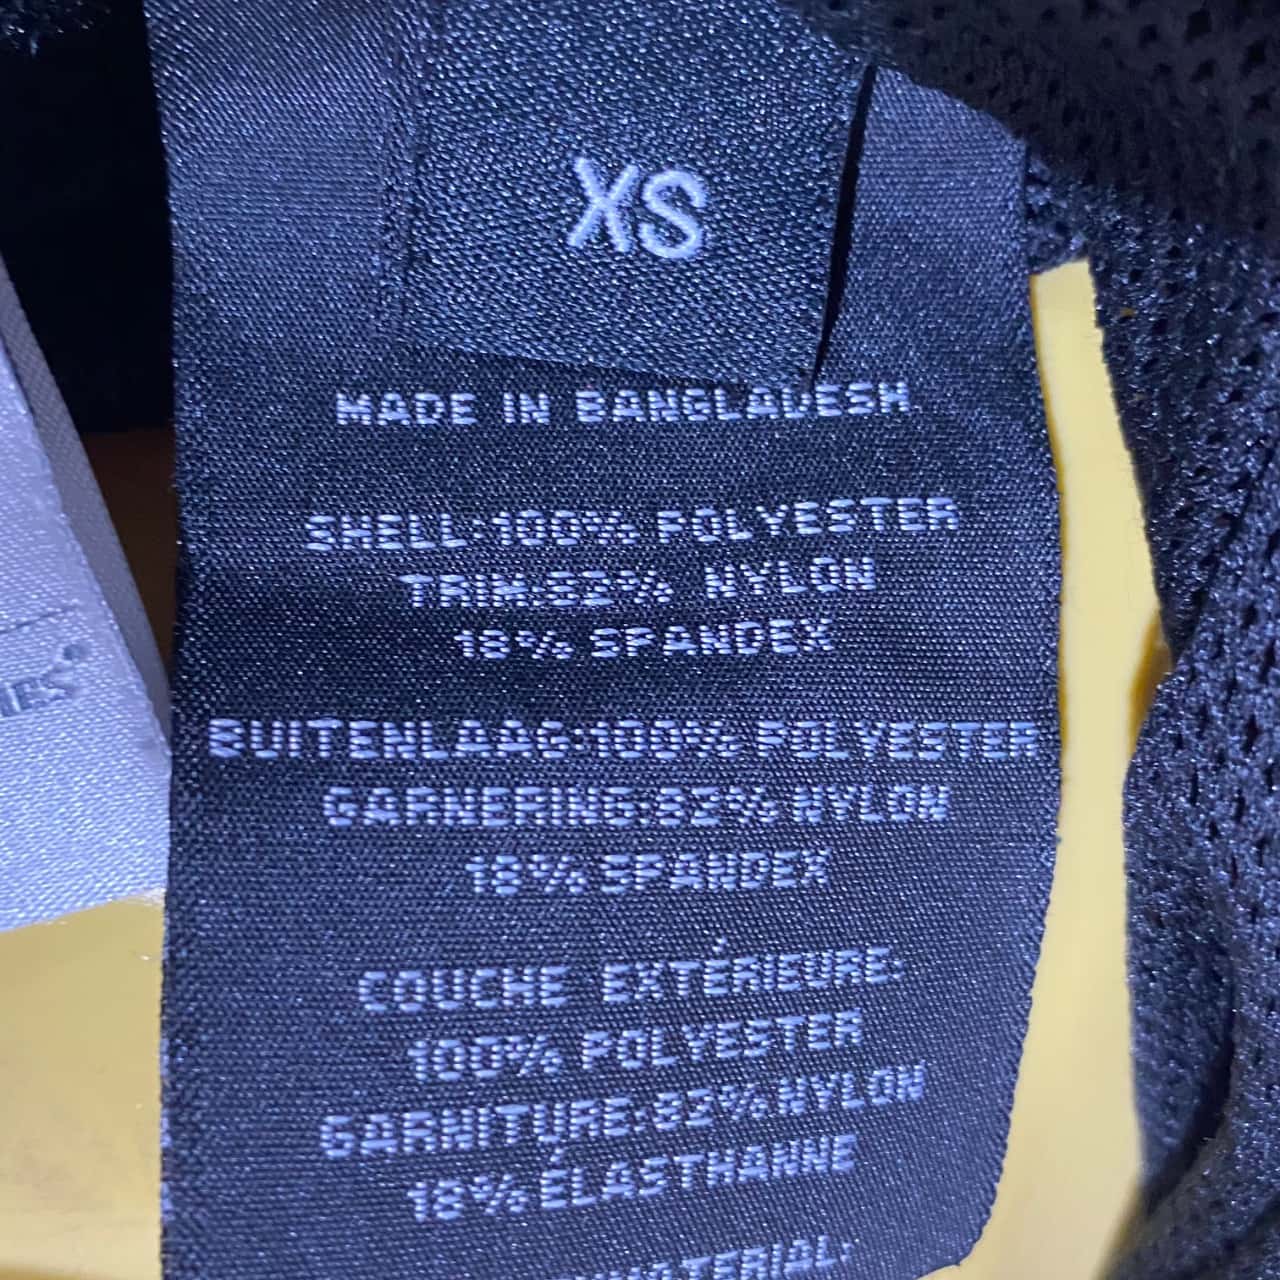 XS
MADE IN BANGLADESH
SHELL:100% POLYESTER
TRIM:82% NYLON
18% SPANDEX
BUITENLAAG:100% POLYESTER
GARNERING:82% NYLON
18% SPANDEX
COUCHE EXTÉRIEURE:
100% POLYESTER
GARNITURE:82% NYLON
18% ÉLASTHANNE